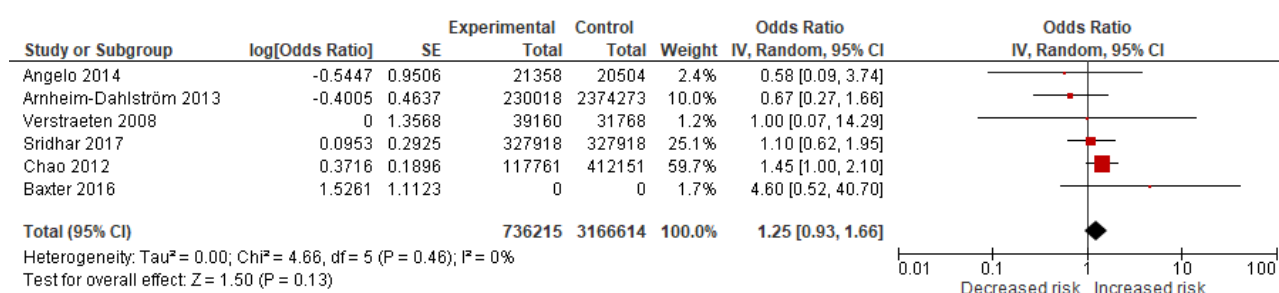 Experimental Control Odds Ratio Odds Ratio
Study or Subgroup log[Odds Ratio] SE Total Total Weight IV, Random, 95% CI IV, Random, 95% CI
Angelo 2014 -0.5447 0.9506 21358 20504 2.4% 0.58 [0.09, 3.74]
Arnheim-Dahlström 2013 -0.4005 0.4637 230018 2374273 10.0% 0.67 [0.27, 1.66]
Verstraeten 2008 0 1.3568 39160 31768 1.2% 1.00 [0.07, 14.29]
Sridhar 2017 0.0953 0.2925 327918 327918 25.1% 1.10 [0.62, 1.95]
Chao 2012 0.3716 0.1896 117761 412151 59.7% 1.45 [1.00, 2.10]
Baxter 2016 1.5261 1.1123 0 0 1.7% 4.60 [0.52, 40.70]
Total (95% CI) 736215 3166614 100.0% 1.25 [0.93, 1.66]
Heterogeneity: Tau² = 0.00; Chi² = 4.66, df = 5 (P = 0.46); I² = 0%
Test for overall effect: Z = 1.50 (P = 0.13)
0.01 0.1 1 10 100
Decreased risk Increased risk